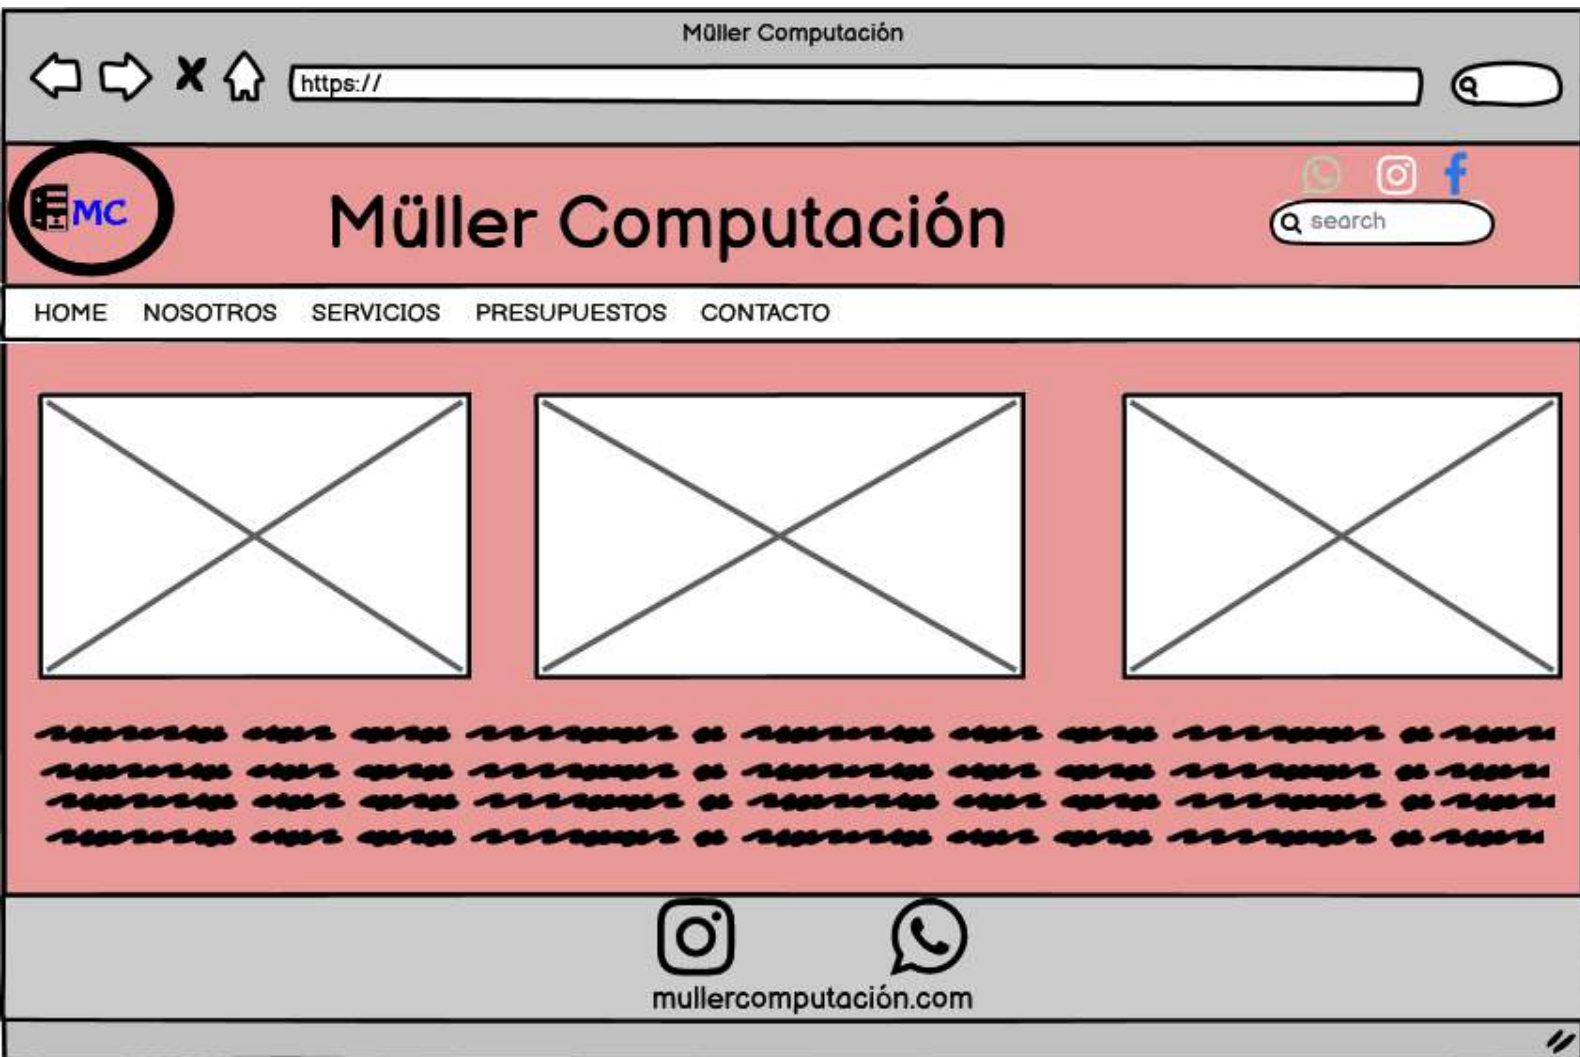 Müller Computación
https://
MC
Müller Computación
search
HOME NOSOTROS SERVICIOS PRESUPUESTOS CONTACTO
mullercomputación.com